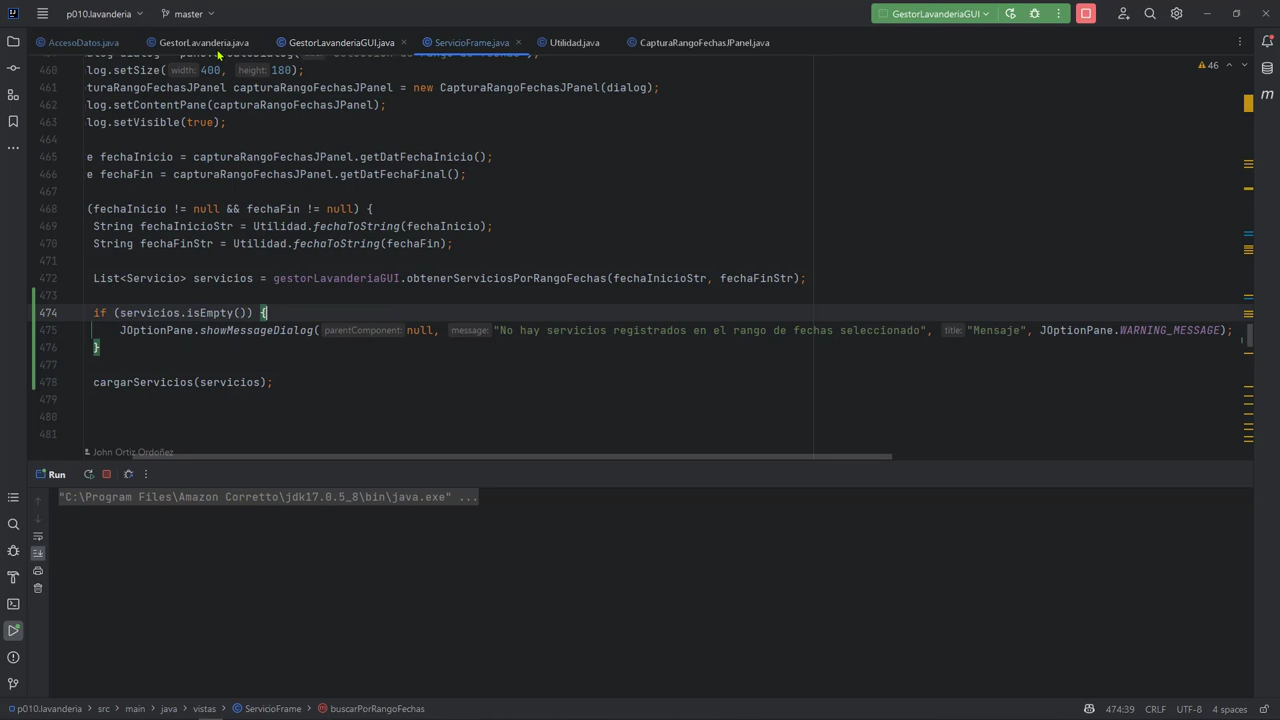 p010.lavanderia
master
GestorLavanderiaGUI
AccesoDatos.java
GestorLavanderia.java
GestorLavanderiaGUI.java
ServicioFrame.java
Utilidad.java
CapturaRangoFechasJPanel.java
46
460 log.setSize( width: 400, height: 180);
461 turaRangoFechasJPanel capturaRangoFechasJPanel = new CapturaRangoFechasJPanel(dialog);
462 log.setContentPane(capturaRangoFechasJPanel);
463 log.setVisible(true);
464
465 e fechaInicio = capturaRangoFechasJPanel.getDatFechaInicio();
466 e fechaFin = capturaRangoFechasJPanel.getDatFechaFinal();
467
468 (fechaInicio != null && fechaFin != null) {
469 String fechaInicioStr = Utilidad.fechaToString(fechaInicio);
470 String fechaFinStr = Utilidad.fechaToString(fechaFin);
471
472 List<Servicio> servicios = gestorLavanderiaGUI.obtenerServiciosPorRangoFechas(fechaInicioStr, fechaFinStr);
473
474 if (servicios.isEmpty()) {
475 JOptionPane.showMessageDialog( parentComponent: null, message: "No hay servicios registrados en el rango de fechas seleccionado", title: "Mensaje", JOptionPane.WARNING_MESSAGE);
476 }
477
478 cargarServicios(servicios);
479
480
481
John Ortiz Ordoñez
Run
"C:\Program Files\Amazon Corretto\jdk17.0.5_8\bin\java.exe" ...
p010.lavanderia > src > main > java > vistas > ServicioFrame > buscarPorRangoFechas
474:39 CRLF UTF-8 4 spaces